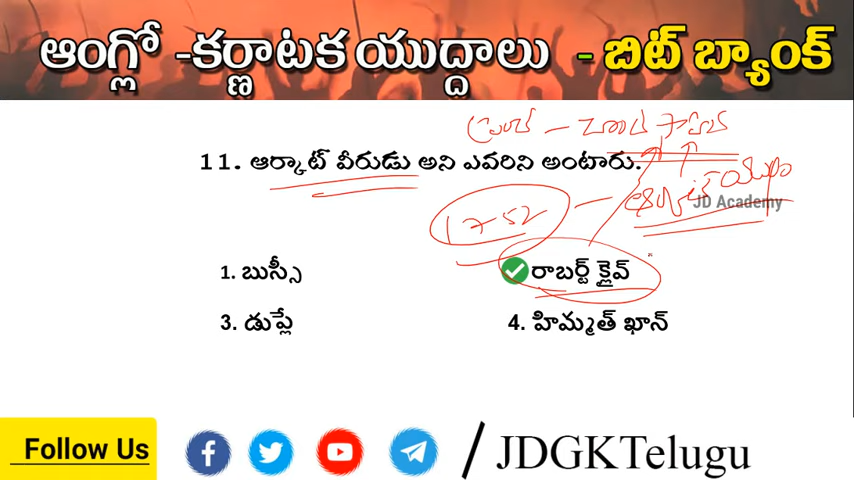 ఆంగ్లో -కర్ణాటక యుద్దాలు - బిట్ బ్యాంక్
11. ఆర్కాట్ వీరుడు అని ఎవరిని అంటారు.
1752
JD Academy
1. బుస్సీ
రాబర్ట్ క్లైవ్
3. డుప్లే
4. హిమ్మత్ ఖాన్
Follow Us
/JDGKTelugu